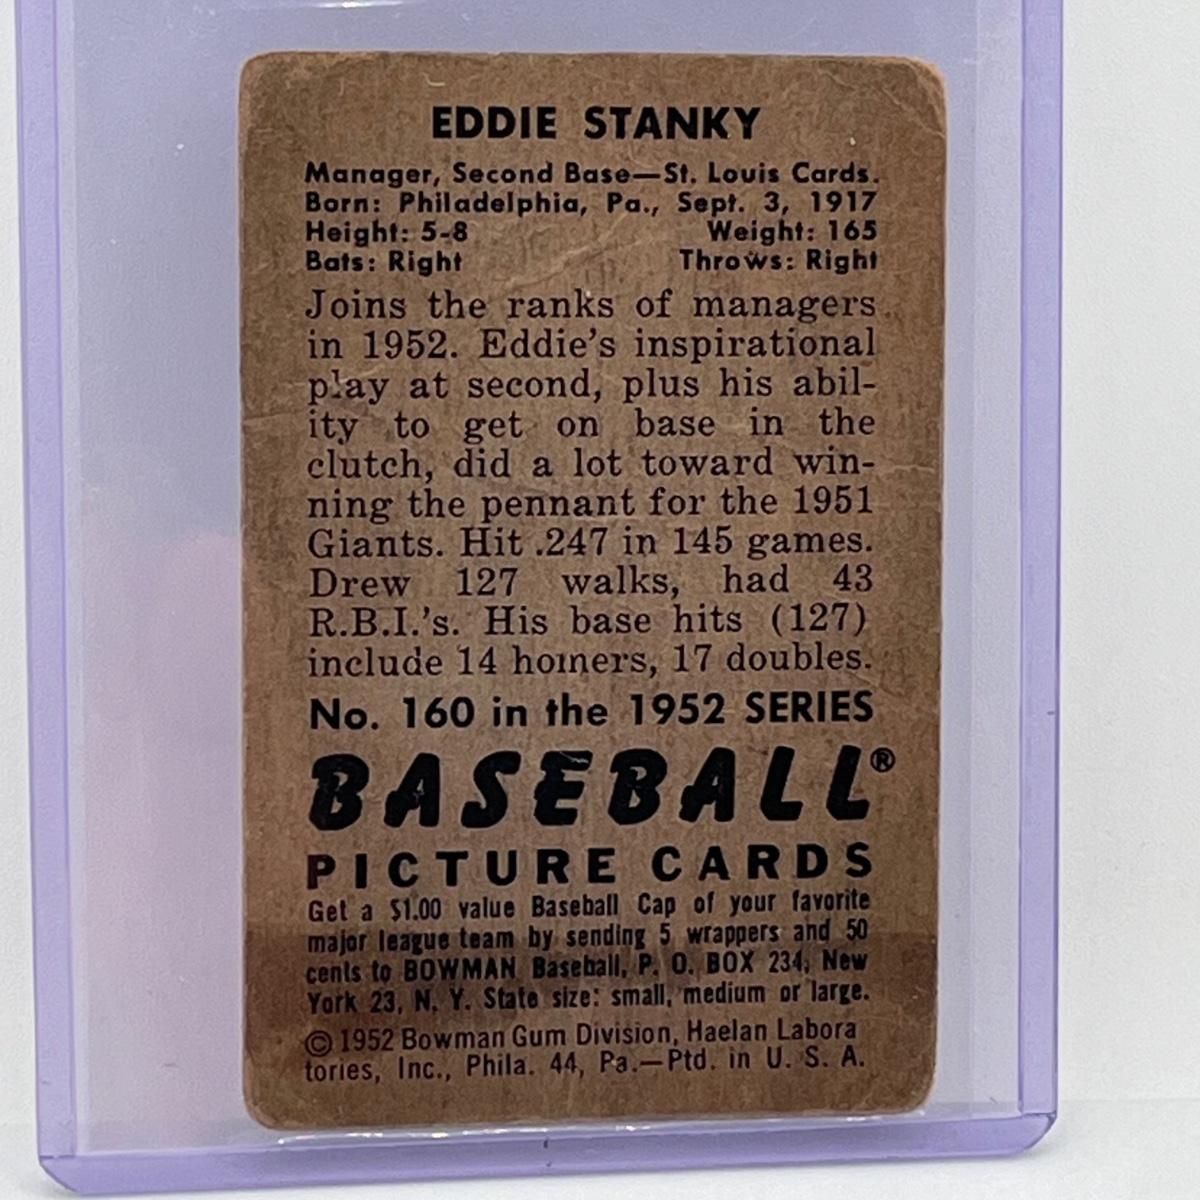 EDDIE STANKY
Manager, Second Base—St. Louis Cards.
Born: Philadelphia, Pa., Sept. 3, 1917
Height: 5-8 Weight: 165
Bats: Right Throws: Right
Joins the ranks of managers
in 1952. Eddie's inspirational
play at second, plus his abil-
ity to get on base in the
clutch, did a lot toward win-
ning the pennant for the 1951
Giants. Hit .247 in 145 games.
Drew 127 walks, had 43
R.B.I.'s. His base hits (127)
include 14 homers, 17 doubles.
No. 160 in the 1952 SERIES
BASEBALL®
PICTURE CARDS
Get a $1.00 value Baseball Cap of your favorite
major league team by sending 5 wrappers and 50
cents to BOWMAN Baseball, P. O. BOX 234, New
York 23, N. Y. State size: small, medium or large.
© 1952 Bowman Gum Division, Haelan Labora
tories, Inc., Phila. 44, Pa.—Ptd. in U. S. A.